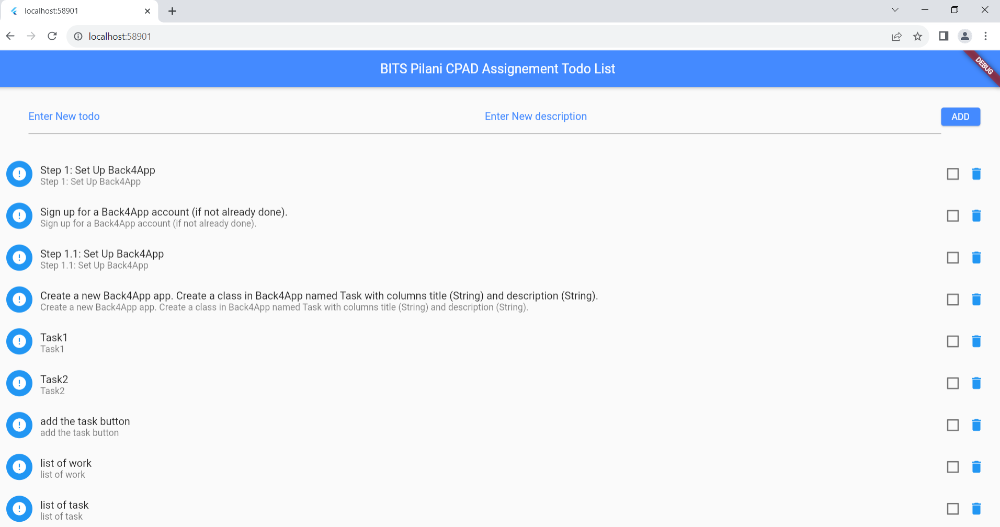 localhost:58901
localhost:58901
BITS Pilani CPAD Assignement Todo List
DEBUG
Enter New todo
Enter New description
ADD
Step 1: Set Up Back4App
Step 1: Set Up Back4App
Sign up for a Back4App account (if not already done).
Sign up for a Back4App account (if not already done).
Step 1.1: Set Up Back4App
Step 1.1: Set Up Back4App
Create a new Back4App app. Create a class in Back4App named Task with columns title (String) and description (String).
Create a new Back4App app. Create a class in Back4App named Task with columns title (String) and description (String).
Task1
Task1
Task2
Task2
add the task button
add the task button
list of work
list of work
list of task
list of task